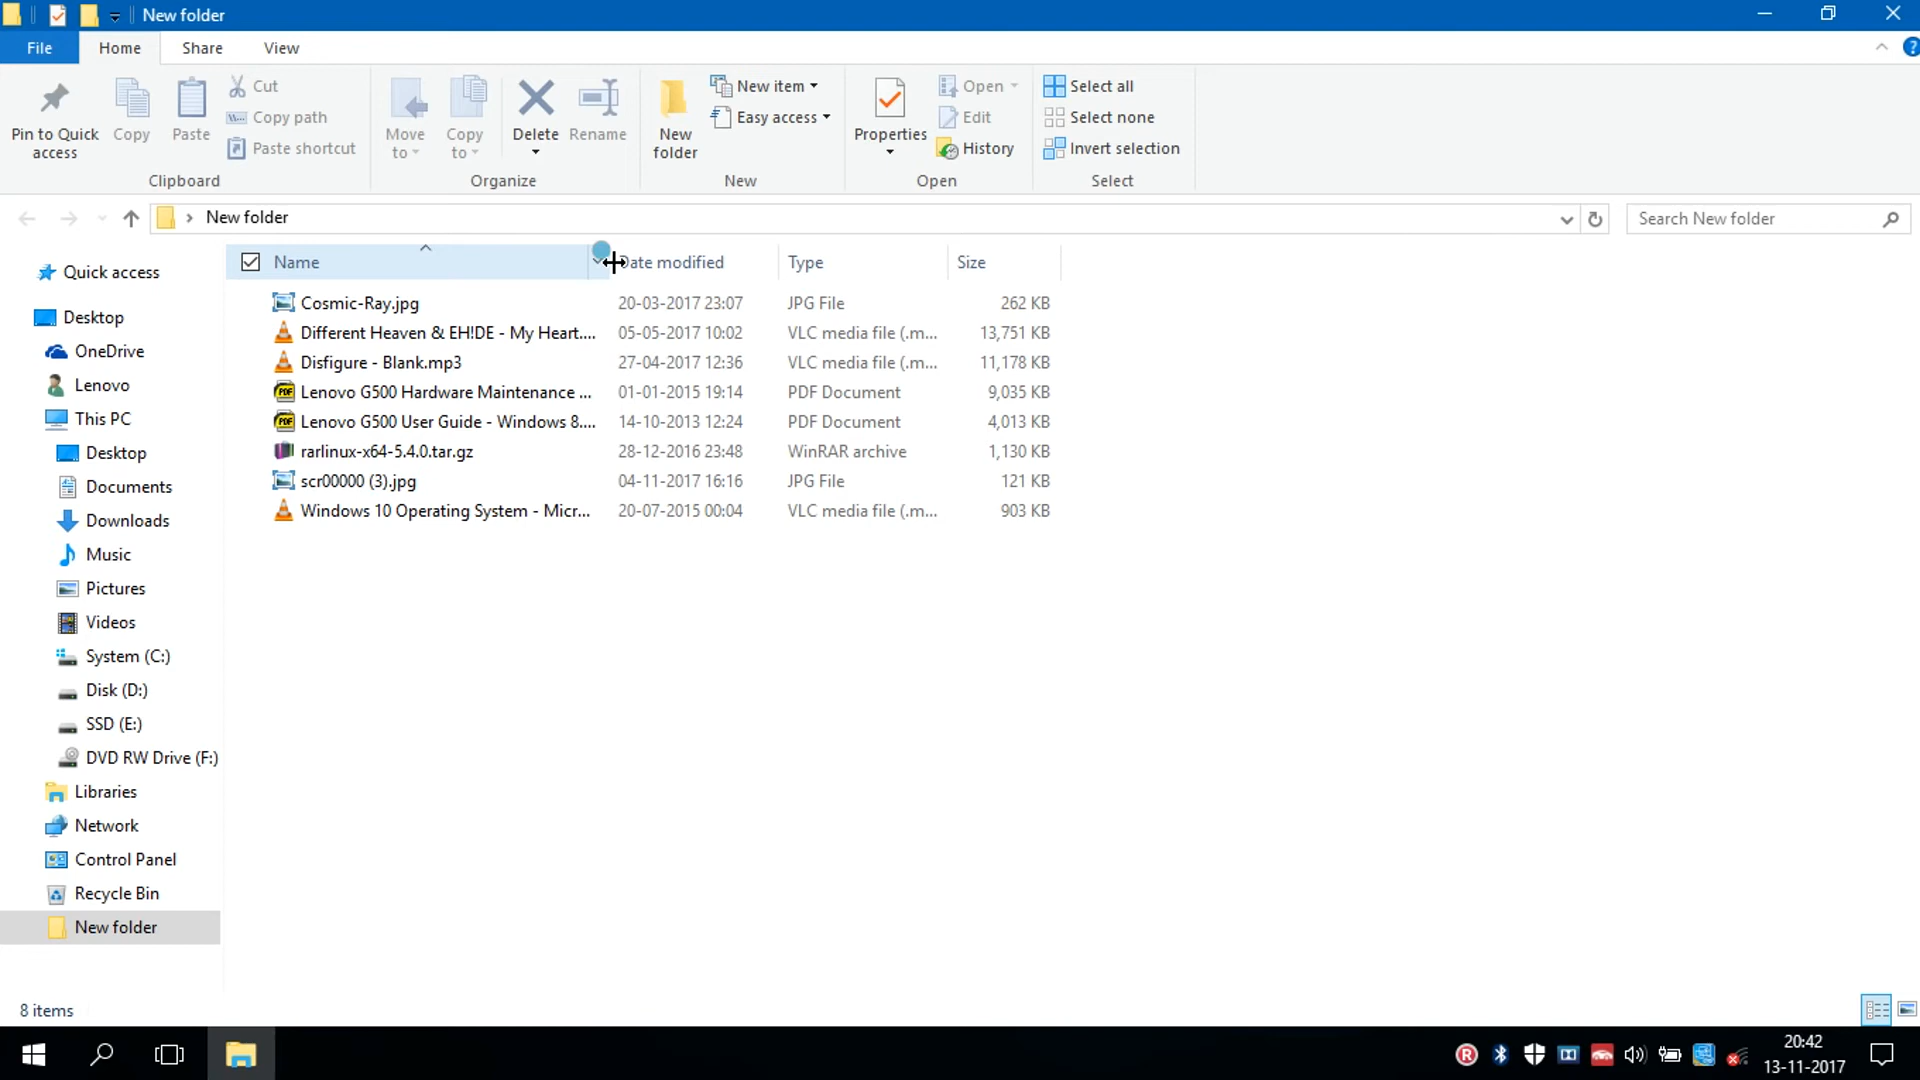 New folder
File Home Share View
Pin to Quick access
Copy
Paste
Cut
Copy path
Paste shortcut
Clipboard
Move to
Copy to
Delete
Rename
Organize
New folder
New item
Easy access
New
Properties
Open
Edit
History
Open
Select all
Select none
Invert selection
Select
New folder
Search New folder
Name Date modified Type Size
Cosmic-Ray.jpg 20-03-2017 23:07 JPG File 262 KB
Different Heaven & EH!DE - My Heart.... 05-05-2017 10:02 VLC media file (.m... 13,751 KB
Disfigure - Blank.mp3 27-04-2017 12:36 VLC media file (.m... 11,178 KB
Lenovo G500 Hardware Maintenance ... 01-01-2015 19:14 PDF Document 9,035 KB
Lenovo G500 User Guide - Windows 8.... 14-10-2013 12:24 PDF Document 4,013 KB
rarlinux-x64-5.4.0.tar.gz 28-12-2016 23:48 WinRAR archive 1,130 KB
scr00000 (3).jpg 04-11-2017 16:16 JPG File 121 KB
Windows 10 Operating System - Micr... 20-07-2015 00:04 VLC media file (.m... 903 KB
Quick access
Desktop
OneDrive
Lenovo
This PC
Desktop
Documents
Downloads
Music
Pictures
Videos
System (C:)
Disk (D:)
SSD (E:)
DVD RW Drive (F:)
Libraries
Network
Control Panel
Recycle Bin
New folder
8 items
20:42
13-11-2017